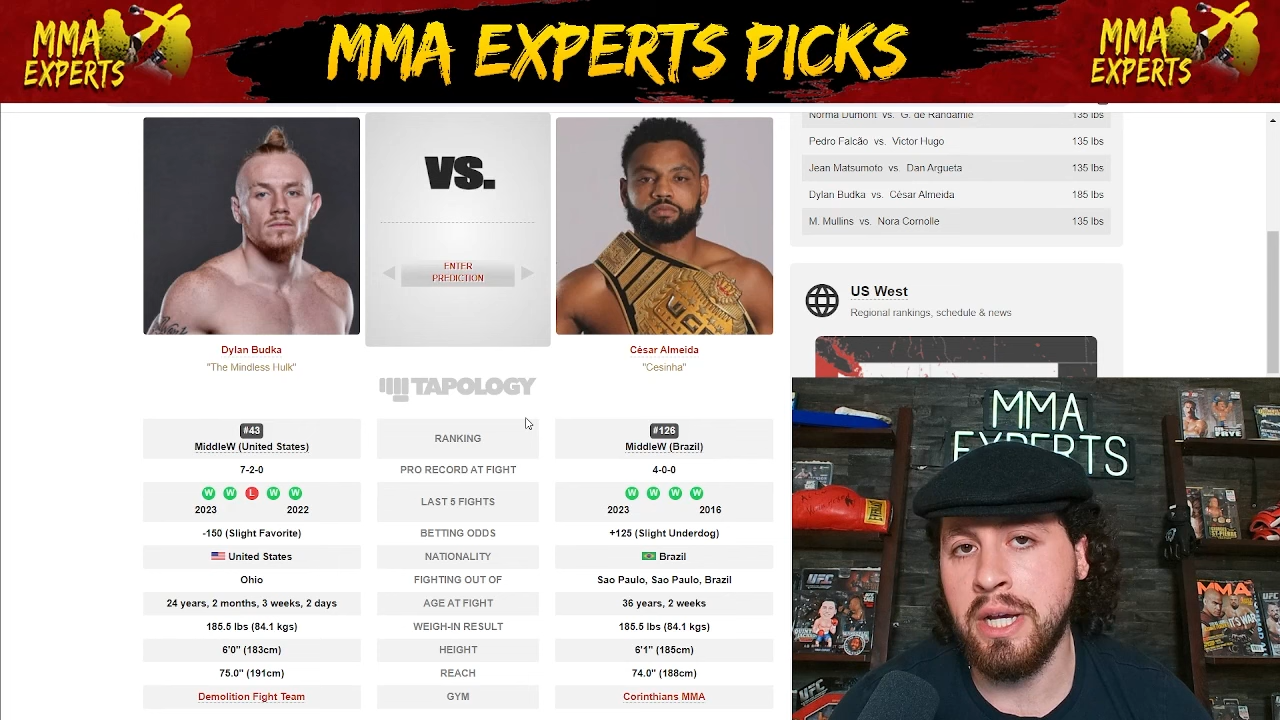 MMA
EXPERTS
MMA EXPERTS PICKS
MMA
EXPERTS
Norma Dumont vs. G. de Randamie 135 lbs
Pedro Falcão vs. Victor Hugo 135 lbs
Jean Matsumoto vs. Dan Argueta 135 lbs
Dylan Budka vs. Cêsar Almeida 185 lbs
M. Mullins vs. Nora Cornolle 135 lbs
VS.
ENTER
PREDICTION
US West
Regional rankings, schedule & news
Dylan Budka
"The Mindless Hulk"
Cêsar Almeida
"Cesinha"
TAPOLOGY
#43
MiddleW (United States)
RANKING
#126
MiddleW (Brazil)
7-2-0 PRO RECORD AT FIGHT 4-0-0
W W L W W
2023 2022
LAST 5 FIGHTS
W W W W
2023 2016
-150 (Slight Favorite) BETTING ODDS +125 (Slight Underdog)
United States NATIONALITY Brazil
Ohio FIGHTING OUT OF Sao Paulo, Sao Paulo, Brazil
24 years, 2 months, 3 weeks, 2 days AGE AT FIGHT 36 years, 2 weeks
185.5 lbs (84.1 kgs) WEIGH-IN RESULT 185.5 lbs (84.1 kgs)
6'0" (183cm) HEIGHT 6'1" (185cm)
75.0" (191cm) REACH 74.0" (188cm)
Demolition Fight Team GYM Corinthians MMA
MMA
EXPERTS
UFC
UFC
MMA
UFC